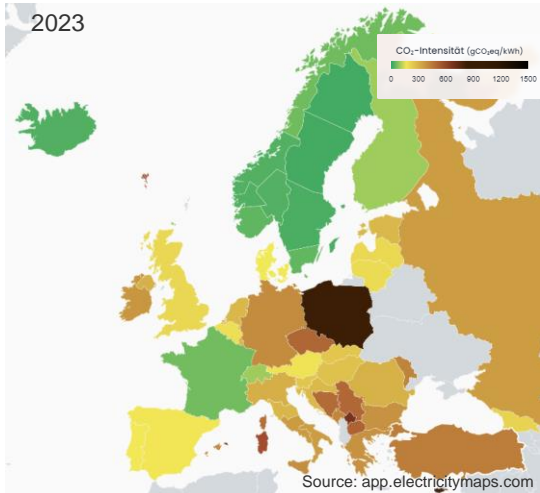 2023
CO₂-Intensität (gCO₂eq/kWh)
0 300 600 900 1200 1500
Source: app.electricitymaps.com